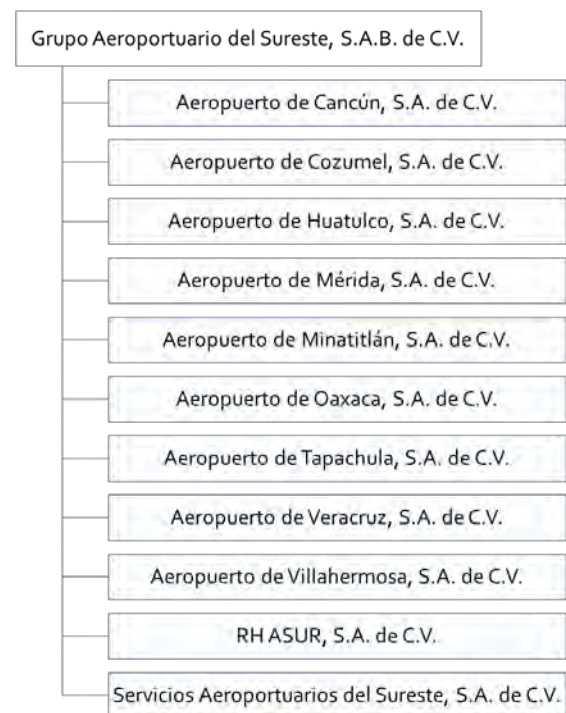 Grupo Aeroportuario del Sureste, S.A.B. de C.V.
Aeropuerto de Cancún, S.A. de C.V.
Aeropuerto de Cozumel, S.A. de C.V.
Aeropuerto de Huatulco, S.A. de C.V.
Aeropuerto de Mérida, S.A. de C.V.
Aeropuerto de Minatitlán, S.A. de C.V.
Aeropuerto de Oaxaca, S.A. de C.V.
Aeropuerto de Tapachula, S.A. de C.V.
Aeropuerto de Veracruz, S.A. de C.V.
Aeropuerto de Villahermosa, S.A. de C.V.
RH ASUR, S.A. de C.V.
Servicios Aeroportuarios del Sureste, S.A. de C.V.